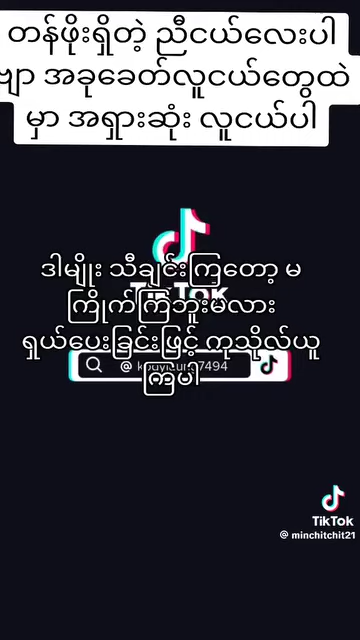 တန်ဖိုးရှိတဲ့ ညီငယ်လေးပါ
ဗျာ အခုခေတ်လူငယ်တွေထဲ
မှာ အရှားဆုံး လူငယ်ပါ
ဒါမျိုး သီချင်းကြတော့ မ
ကြိုက်ကြဘူးမလား
ရှယ်ပေးခြင်းဖြင့် ကုသိုလ်ယူ
ကြပါ
TikTok
TikTok
@ minchitchit21